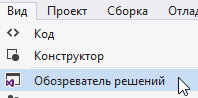 Вид Проект Сборка Отлад
Код
Конструктор
Обозреватель решений